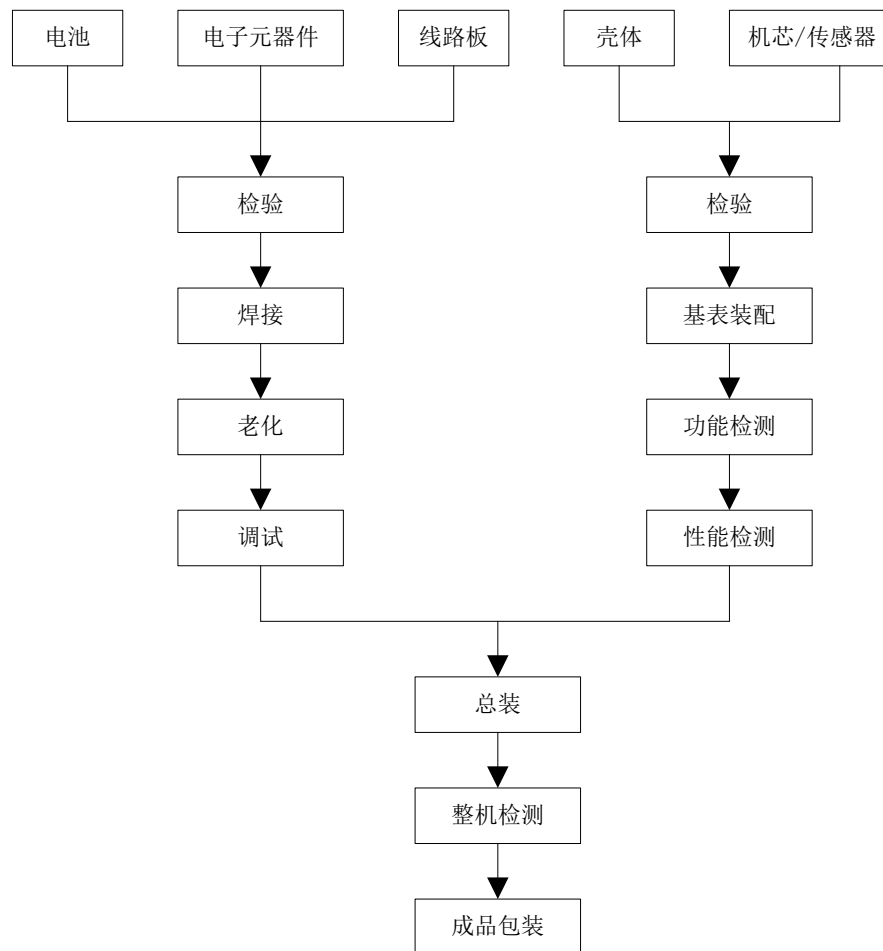 电池
电子元器件
线路板
壳体
机芯/传感器
检验
检验
焊接
基表装配
老化
功能检测
调试
性能检测
总装
整机检测
成品包装